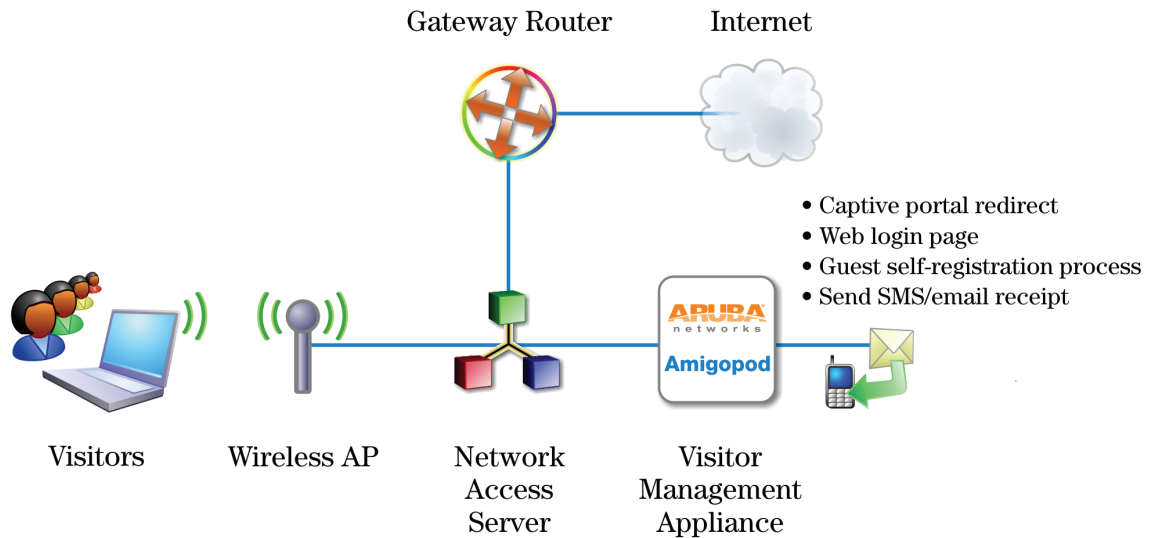 Gateway Router
Internet
• Captive portal redirect
• Web login page
• Guest self-registration process
• Send SMS/email receipt
ARUBA
networks
Amigopod
Visitors
Wireless AP
Network
Access
Server
Visitor
Management
Appliance